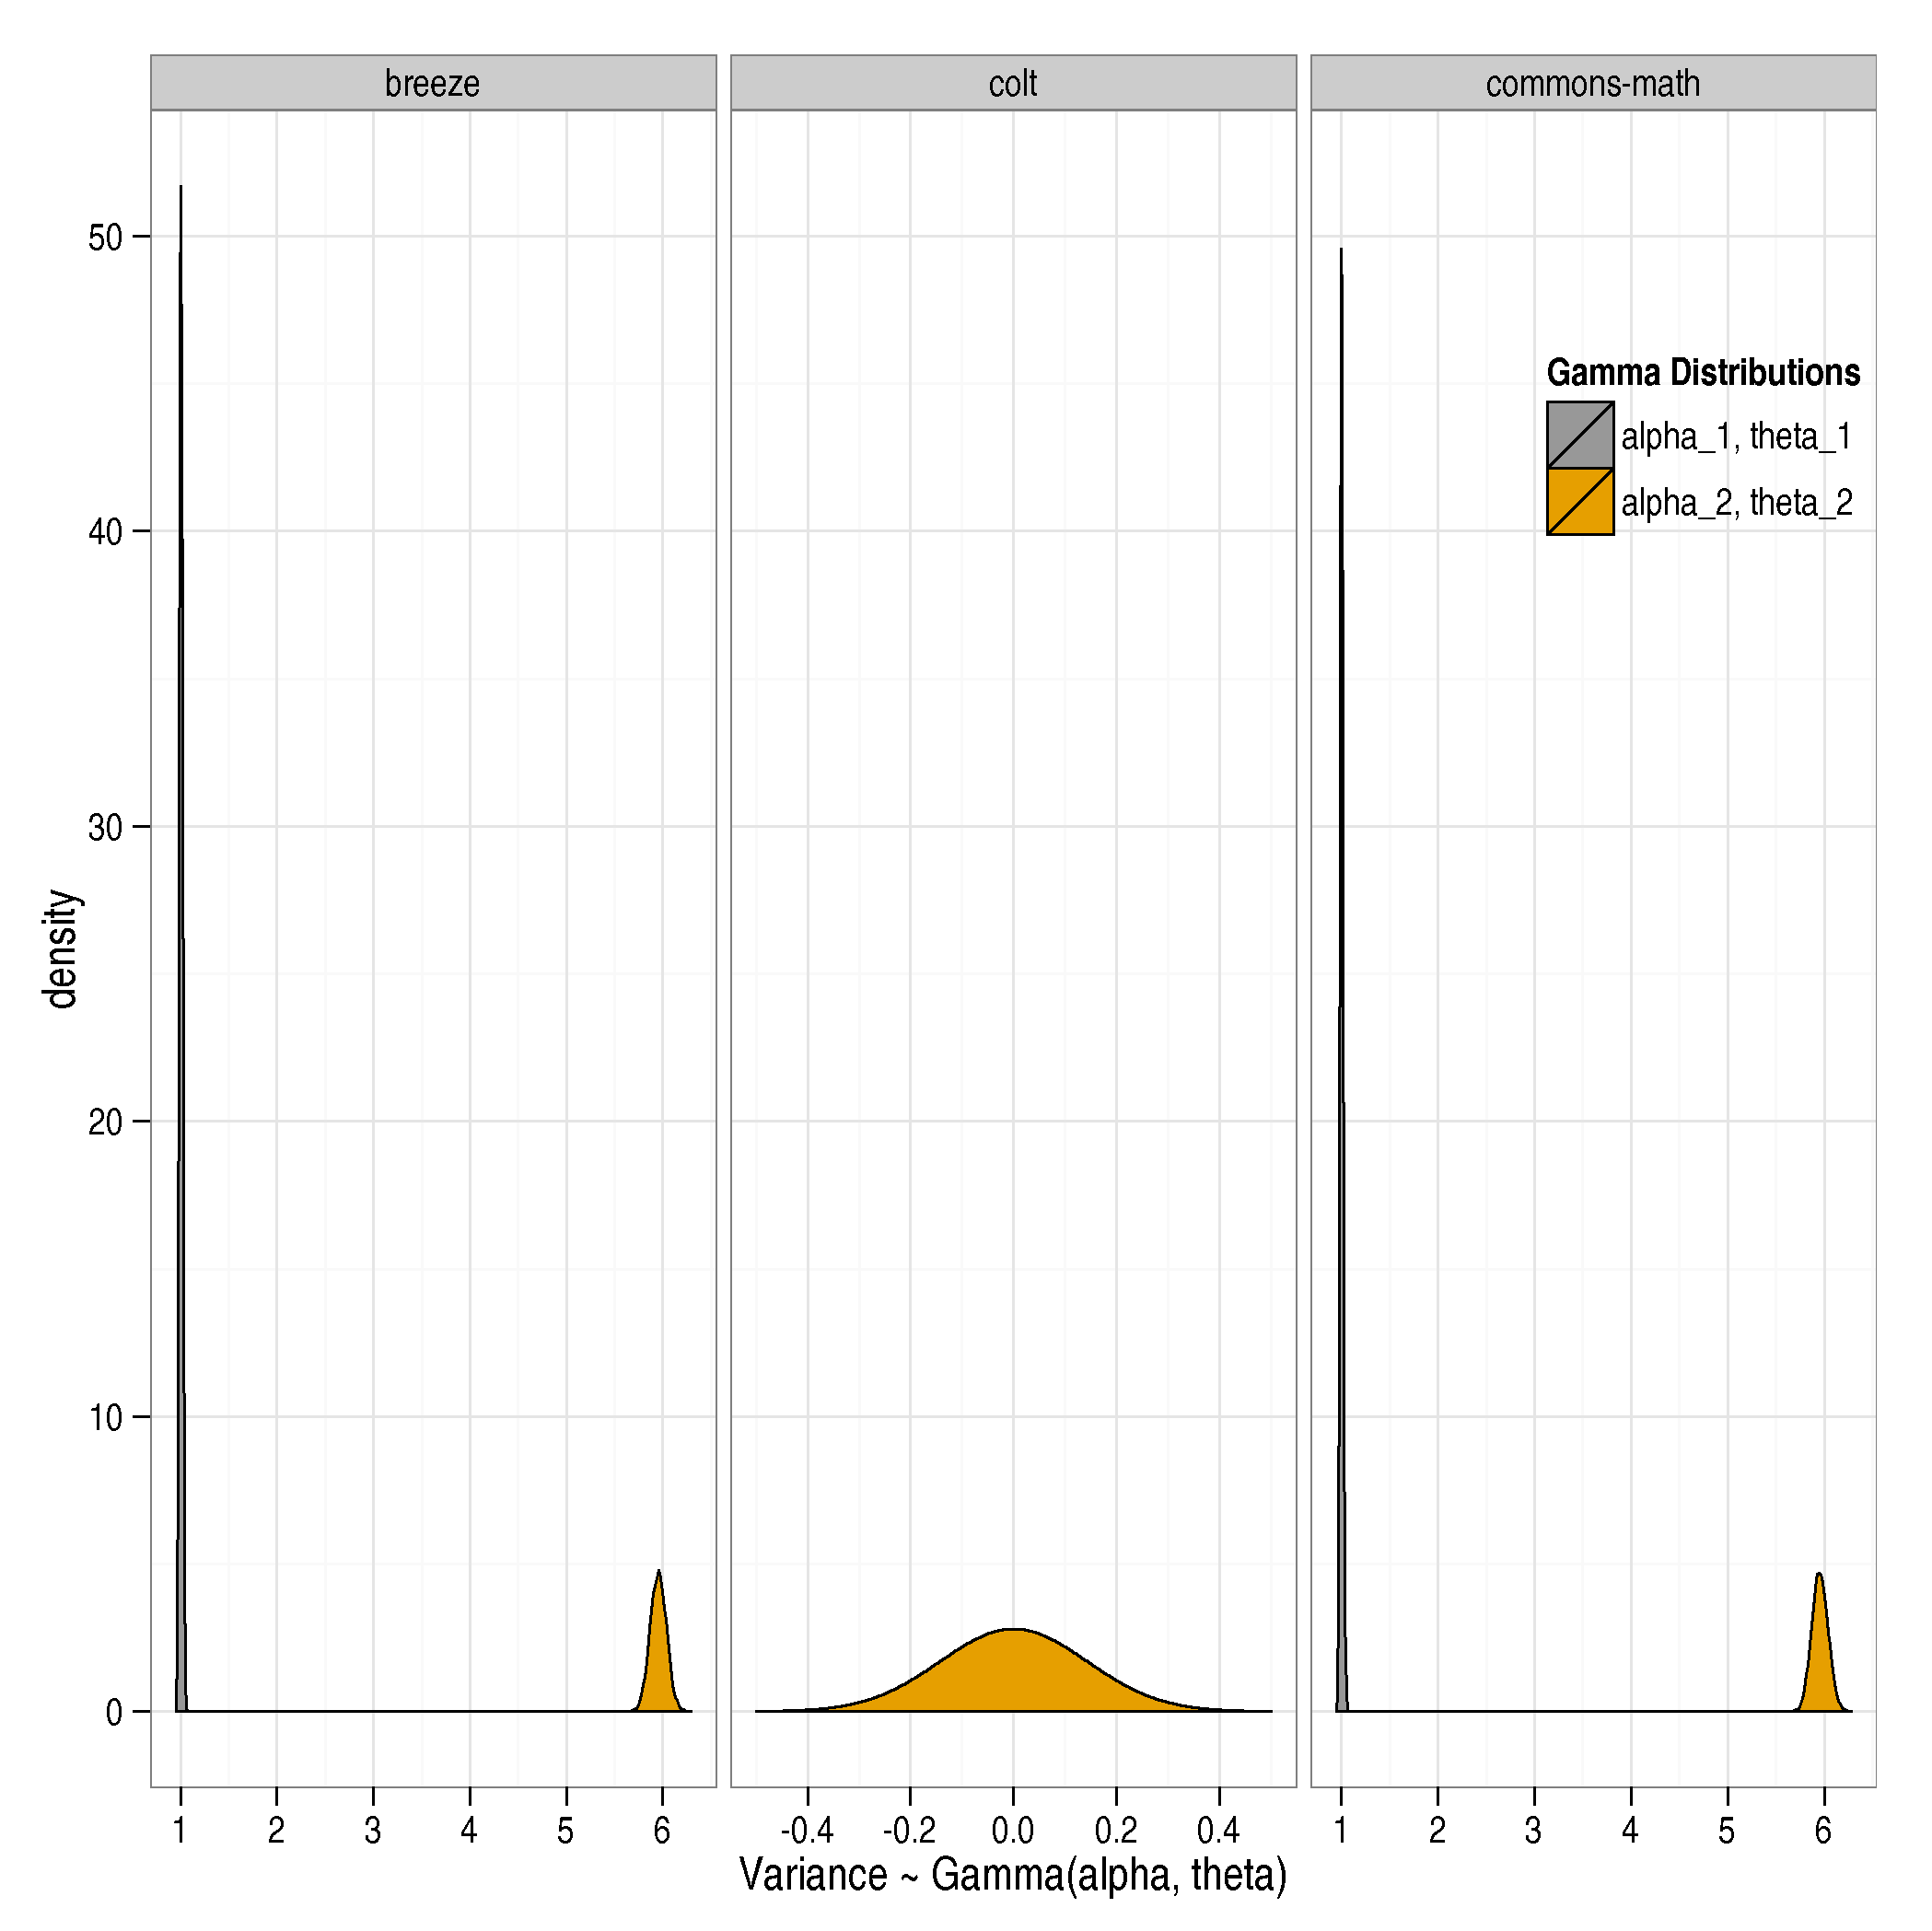 breeze
colt
commons-math
50
40
30
20
10
0
density
Gamma Distributions
alpha_1, theta_1
alpha_2, theta_2
1 2 3 4 5 6
-0.4 -0.2 0.0 0.2 0.4
1 2 3 4 5 6
Variance ~ Gamma(alpha, theta)